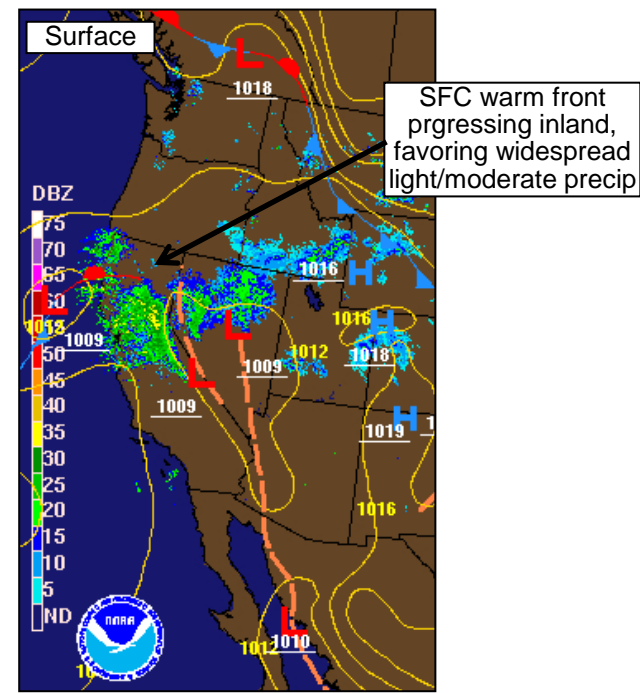 Surface
L
1018
SFC warm front
prgressing inland,
favoring widespread
light/moderate precip
DBZ
75
70
65
60
50
45
40
35
30
25
20
15
10
5
ND
1016
H
1016
H
L
1009
L
1009
1012
1018
L
1009
H
1019
1016
L
1010
1012
NOAA